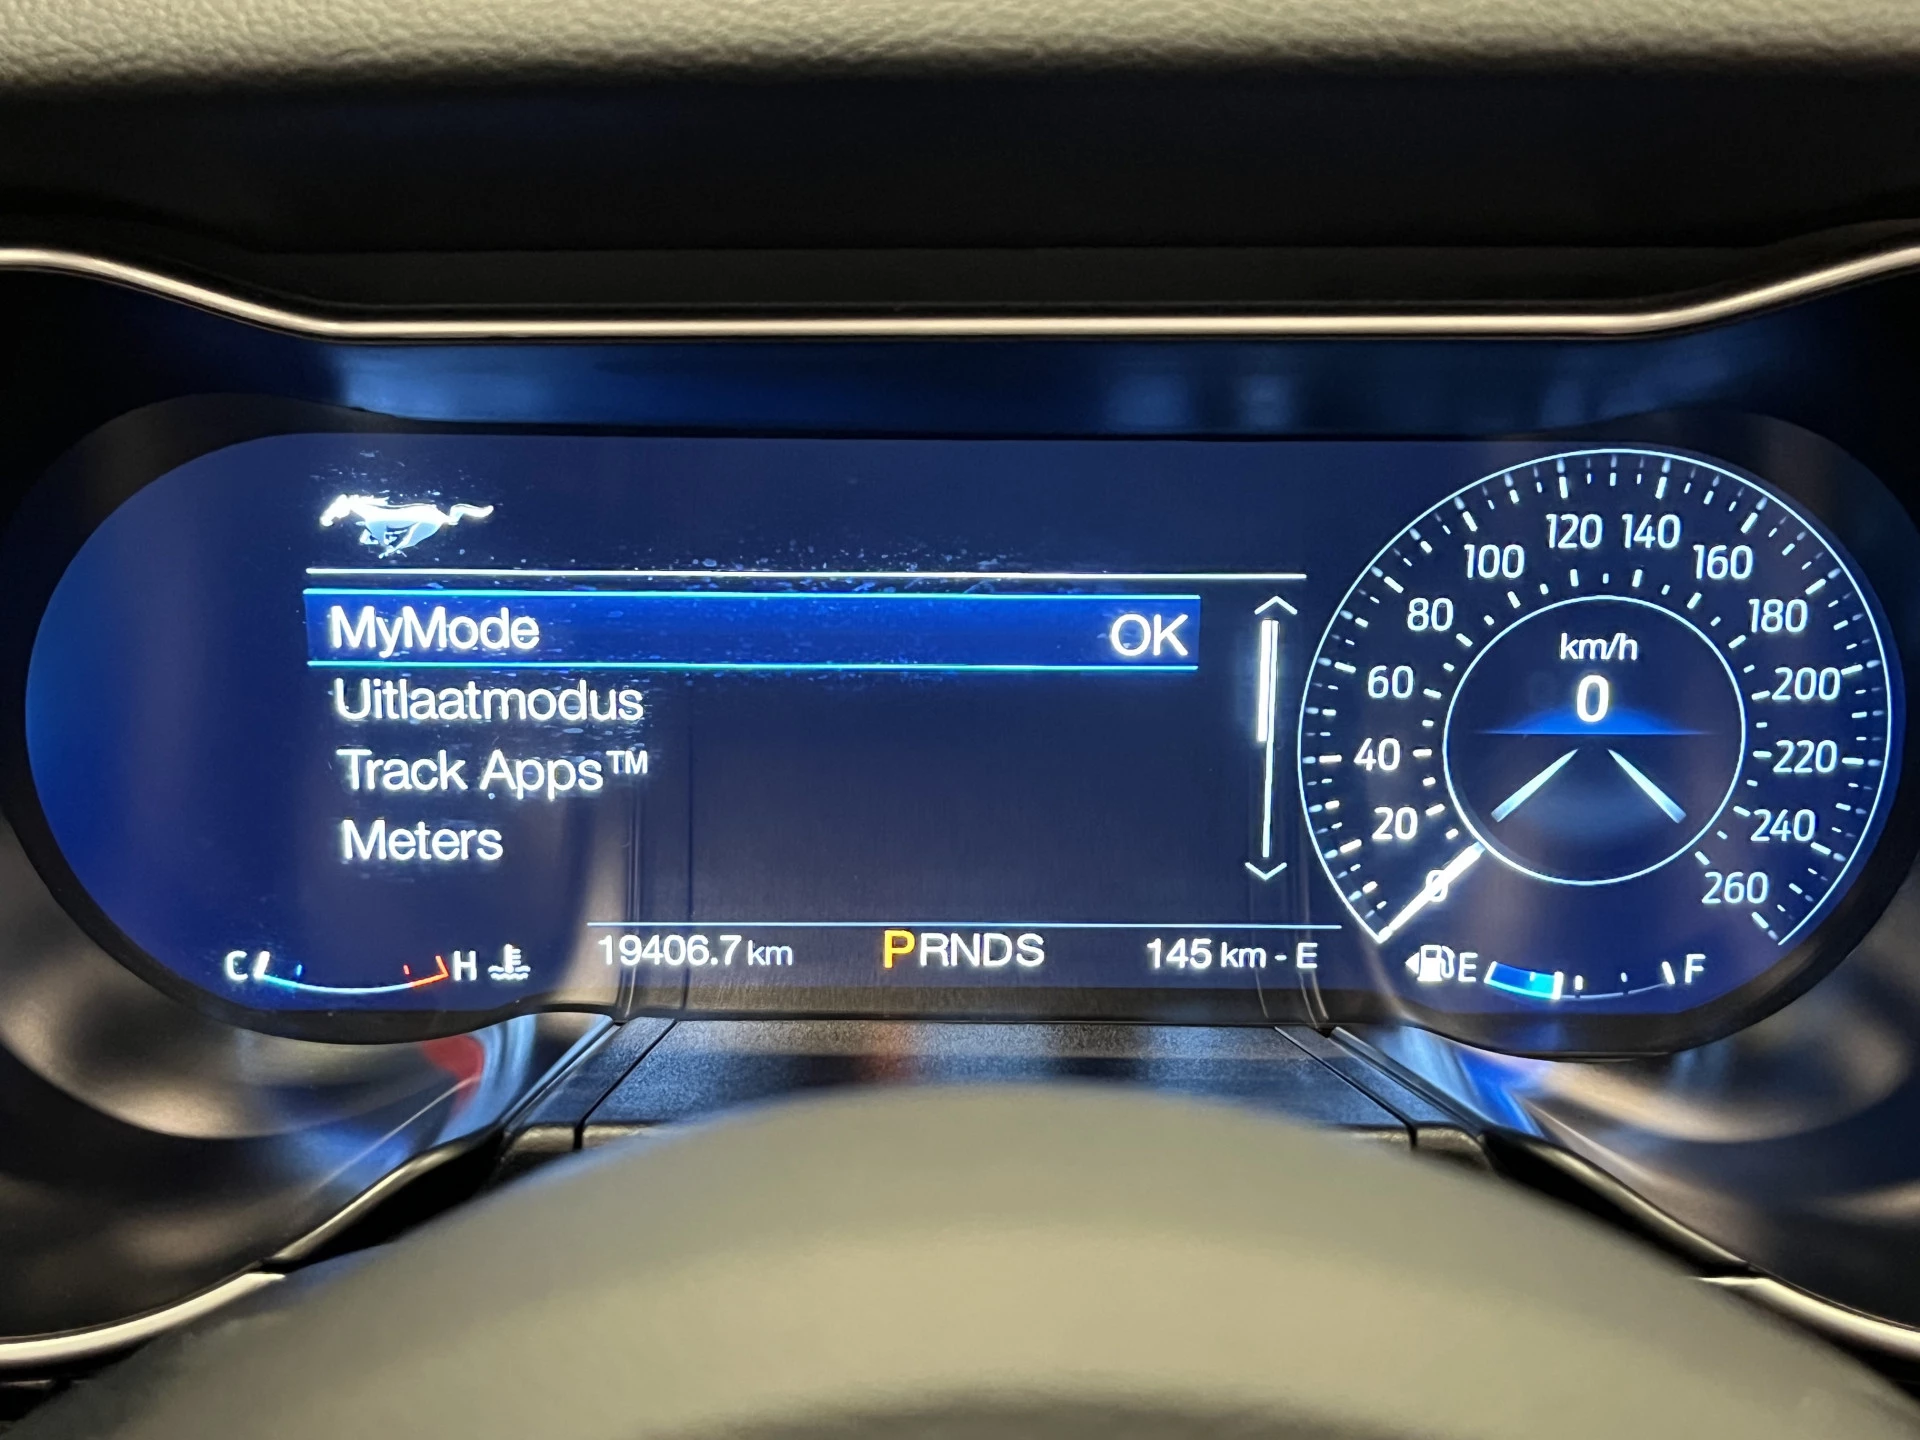 MyMode OK
Uitlaatmodus
Track Apps™
Meters
C H
19406.7 km PRNDS 145 km - E
km/h
0
0 20 40 60 80 100 120 140 160 180 200 220 240 260
E F